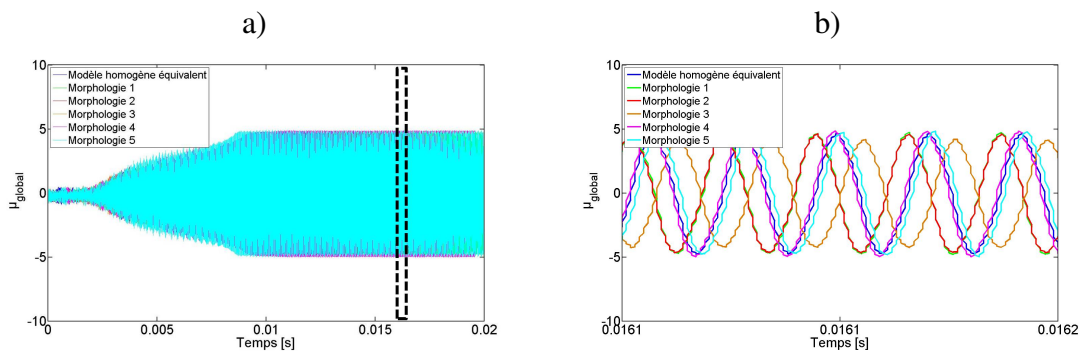 a)
10
5
0
-5
-10
μglobal
Modèle homogène équivalent
Morphologie 1
Morphologie 2
Morphologie 3
Morphologie 4
Morphologie 5
0
0.005
0.01
0.015
0.02
Temps [s]
b)
10
5
0
-5
-10
μglobal
Modèle homogène équivalent
Morphologie 1
Morphologie 2
Morphologie 3
Morphologie 4
Morphologie 5
0.0161
0.0161
0.0162
Temps [s]